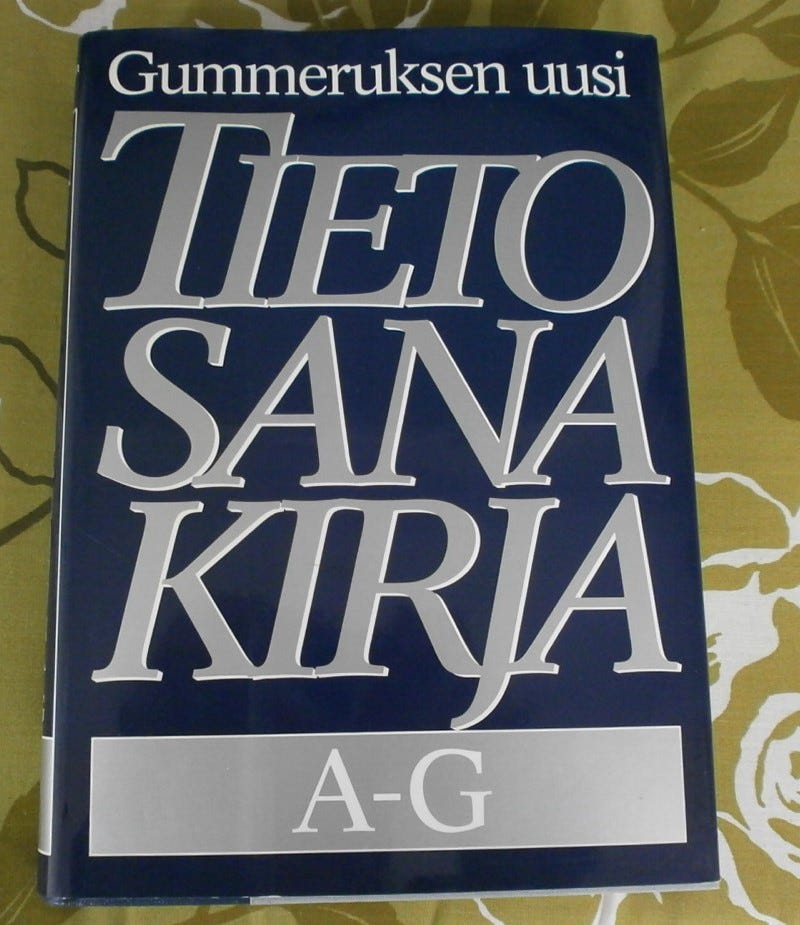 Gummeruksen uusi
TIETO
SANA
KIRJA
A-G